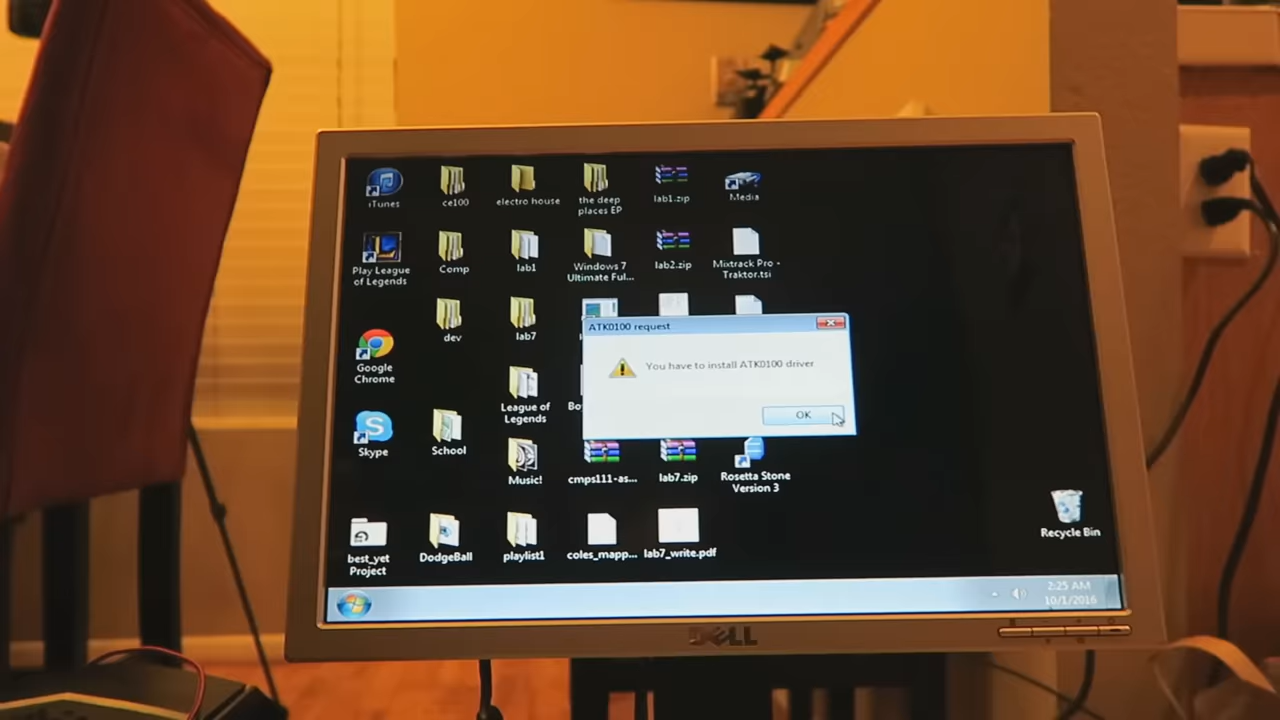 iTunes
ce100
electro house
the deep
places EP
lab1.zip
Media
Play League
of Legends
Comp
lab1
Windows 7
Ultimate Ful...
lab2.zip
Mixtrack Pro -
Traktor.tsi
Google
Chrome
dev
lab7
ATK0100 request
You have to install ATK0100 driver
OK
League of
Legends
Bo
Skype
School
Music!
cmps111-as...
lab7.zip
Rosetta Stone
Version 3
best_yet
Project
DodgeBall
playlist1
coles_mapp...
lab7_write.pdf
Recycle Bin
2:25 AM
10/1/2016
DELL